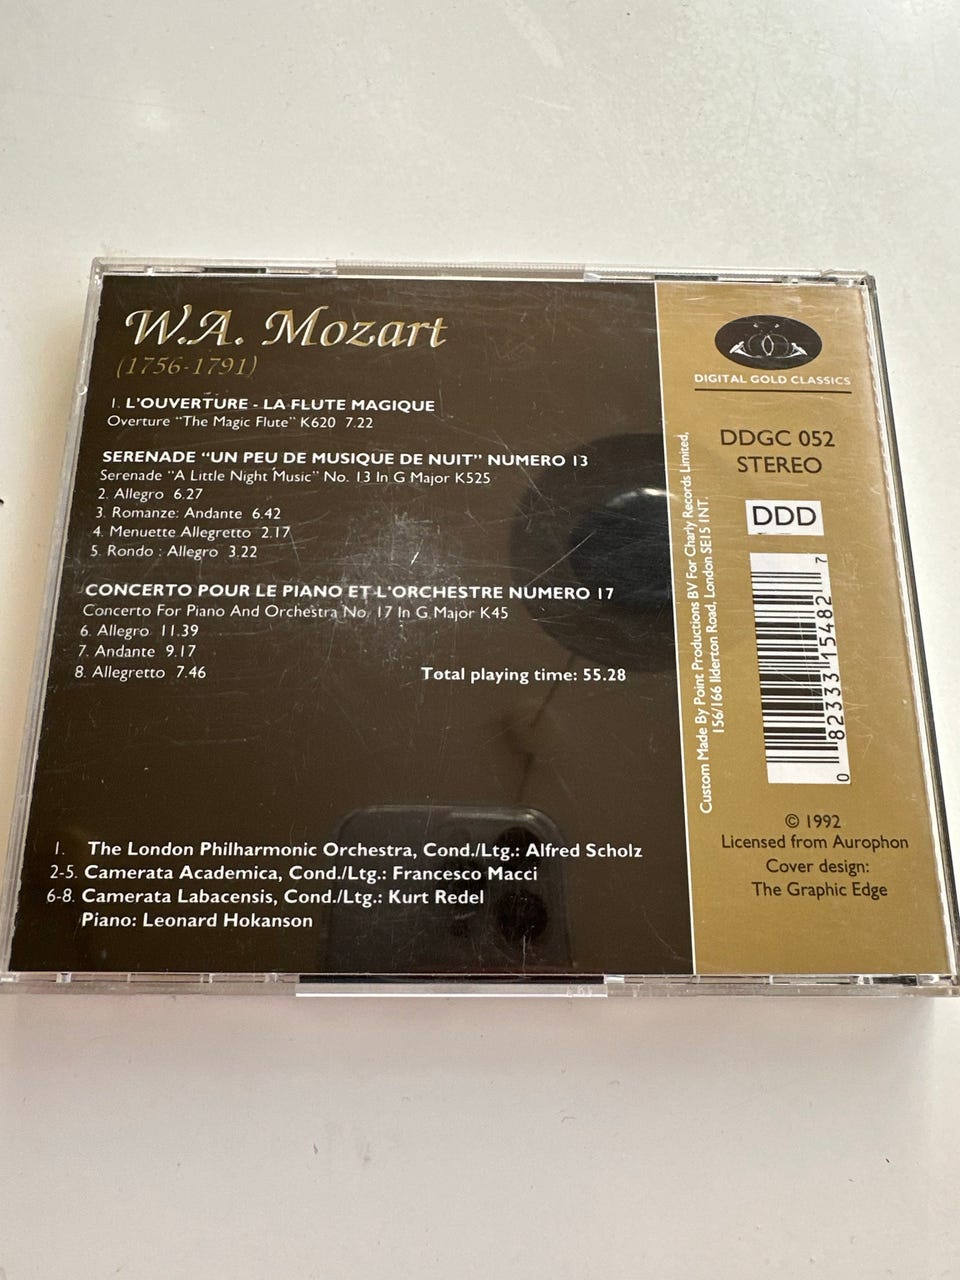 W.A. Mozart
(1756-1791)
1. L'OUVERTURE - LA FLUTE MAGIQUE
Overture "The Magic Flute" K620 7.22
SERENADE "UN PEU DE MUSIQUE DE NUIT" NUMERO 13
Serenade "A Little Night Music" No. 13 In G Major K525
2. Allegro 6.27
3. Romanze: Andante 6.42
4. Menuette Allegretto 2.17
5. Rondo : Allegro 3.22
CONCERTO POUR LE PIANO ET L'ORCHESTRE NUMERO 17
Concerto For Piano And Orchestra No. 17 In G Major K45
6. Allegro 11.39
7. Andante 9.17
8. Allegretto 7.46
Total playing time: 55.28
1. The London Philharmonic Orchestra, Cond./Ltg.: Alfred Scholz
2-5. Camerata Academica, Cond./Ltg.: Francesco Macci
6-8. Camerata Labacensis, Cond./Ltg.: Kurt Redel
Piano: Leonard Hokanson
DIGITAL GOLD CLASSICS
DDGC 052
STEREO
DDD
Custom Made By Point Productions BV For Charly Records Limited,
156/166 Ilderton Road, London SE15 1NT.
0 82333 15482 7
© 1992
Licensed from Aurophon
Cover design:
The Graphic Edge